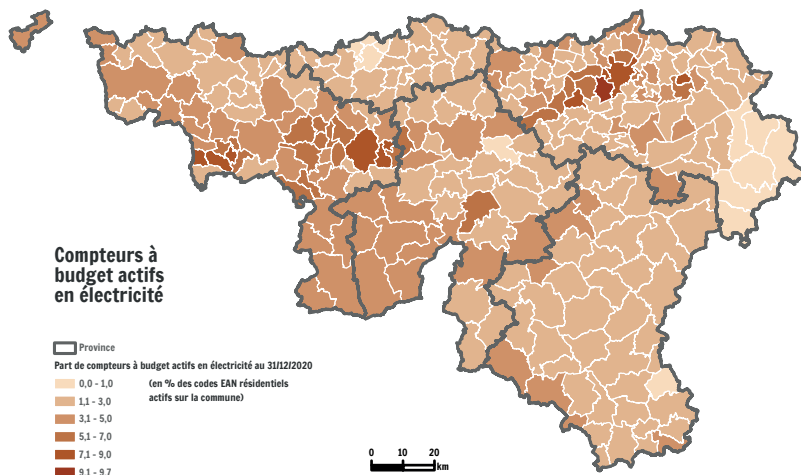 Compteurs à
budget actifs
en électricité
Province
Part de compteurs à budget actifs en électricité au 31/12/2020
(en % des codes EAN résidentiels
actifs sur la commune)
0,0 - 1,0
1,1 - 3,0
3,1 - 5,0
5,1 - 7,0
7,1 - 9,0
9,1 - 9,7
0 10 20
km